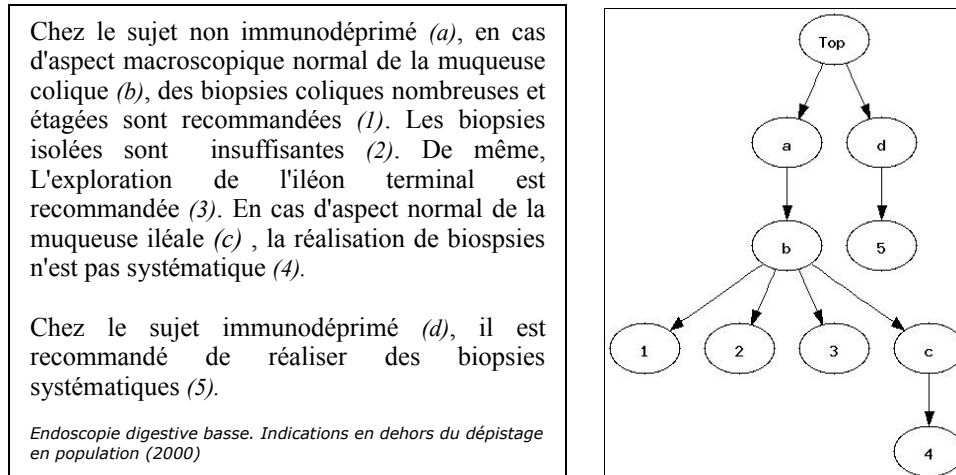 Chez le sujet non immunodéprimé (a), en cas
d'aspect macroscopique normal de la muqueuse
colique (b), des biopsies coliques nombreuses et
étagées sont recommandées (1). Les biopsies
isolées sont insuffisantes (2). De même,
L'exploration de l'iléon terminal est
recommandée (3). En cas d'aspect normal de la
muqueuse iléale (c) , la réalisation de biospsies
n'est pas systématique (4).
Chez le sujet immunodéprimé (d), il est
recommandé de réaliser des biopsies
systématiques (5).
Endoscopie digestive basse. Indications en dehors du dépistage
en population (2000)
Top
a d
b 5
1 2 3 c
4